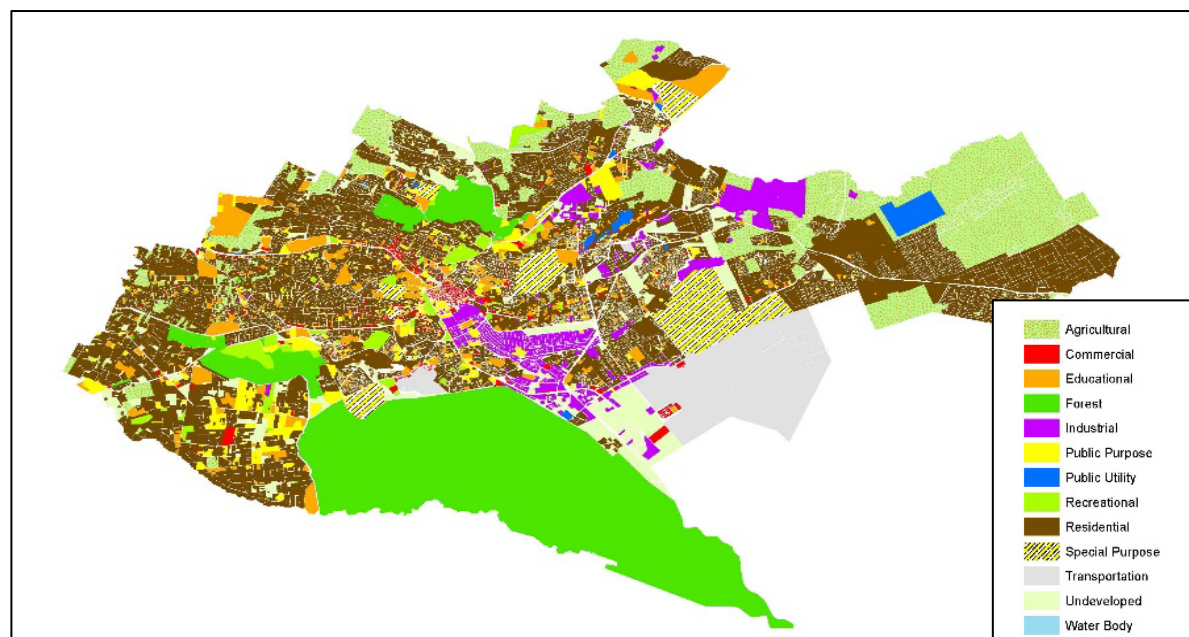 Agricultural
Commercial
Educational
Forest
Industrial
Public Purpose
Public Utility
Recreational
Residential
Special Purpose
Transportation
Undeveloped
Water Body